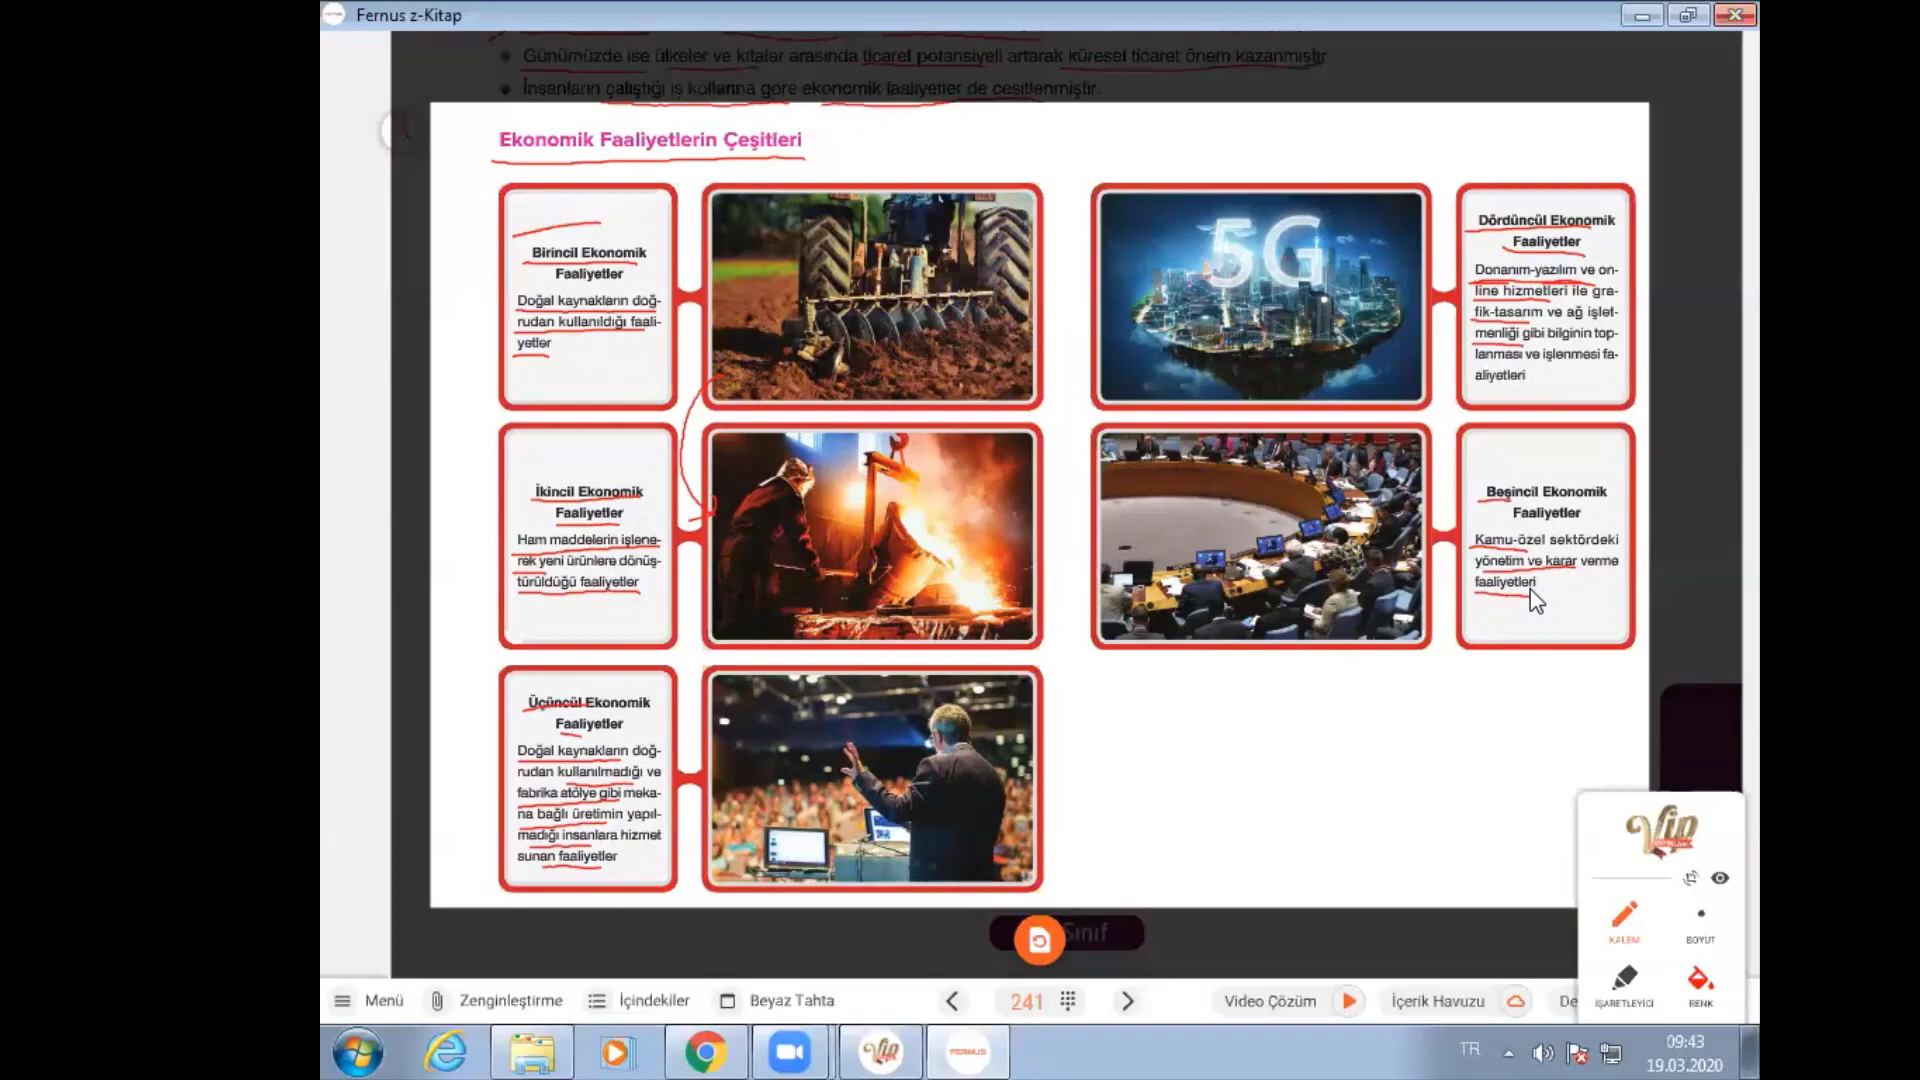 Fernus z-Kitap
Günümüzde ise ülkeler ve kıtalar arasında ticarel potansiyeli artarak küresel ticaret önem kazanmıştır
İnsanların çalıştığı iş kollarına göre ekonomik faaliyetler de çeşitlenmiştir.
Ekonomik Faaliyetlerin Çeşitleri
Birincil Ekonomik
Faaliyetler
Doğal kaynakların doğ-
rudan kullanıldığı faali-
yetler
5G
Dördüncül Ekonomik
Faaliyetler
Donanım-yazılım ve on-
line hizmetleri ile gra-
fik-tasarım ve ağ işlet-
menliği gibi bilginin top-
lanması ve işlenmesi fa-
aliyetleri
İkincil Ekonomik
Faaliyetler
Ham maddelerin işlene-
rek yeni ürünlere dönüş-
türüldüğü faaliyetler
Beşincil Ekonomik
Faaliyetler
Kamu-özel sektördeki
yönetim ve karar verme
faaliyetleri
Üçüncül Ekonomik
Faaliyetler
Doğal kaynakların doğ-
rudan kullanılmadığı ve
fabrika atölye gibi meka-
na bağlı üretimin yapıl-
madığı insanlara hizmet
sunan faaliyetler
Vip
KALEM
BOYUT
İŞARETLEYİCİ
RENK
Sınıf
Menü
Zenginleştirme
İçindekiler
Beyaz Tahta
241
Video Çözüm
İçerik Havuzu
De
Vip
FERNUS
TR
09:43
19.03.2020